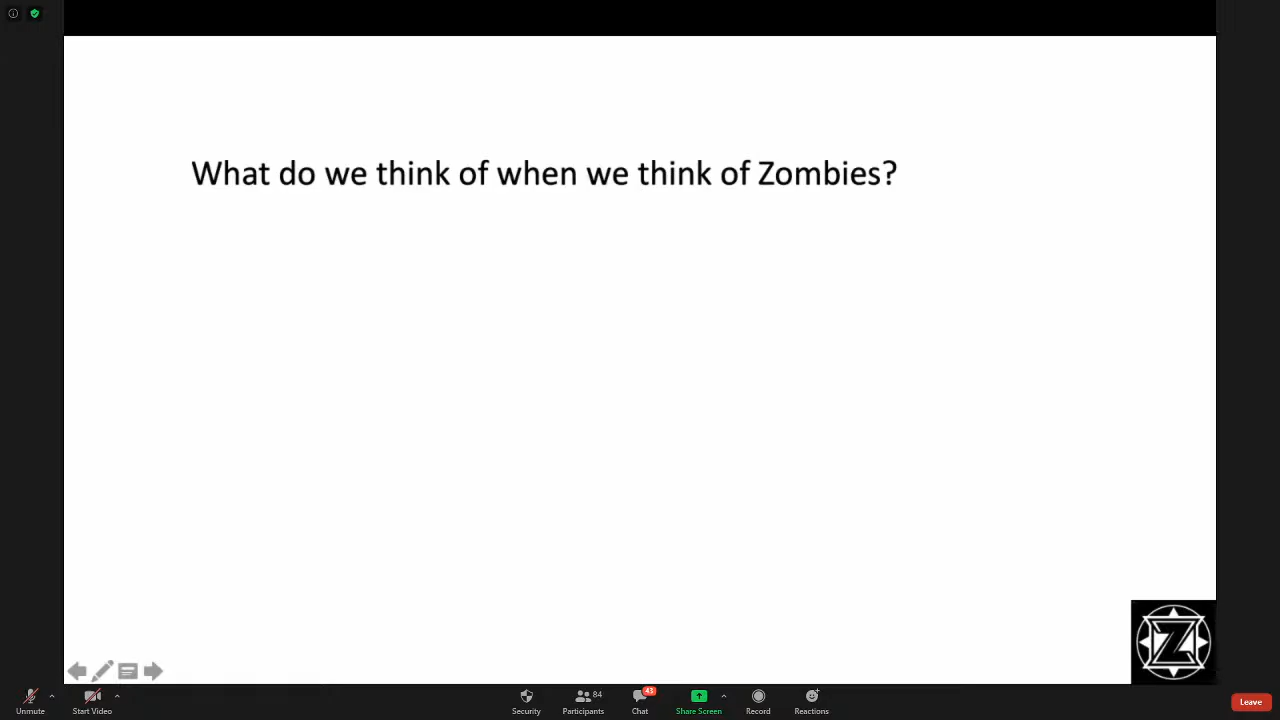 What do we think of when we think of Zombies?
Z
84
43
Unmute
Start Video
Security
Participants
Chat
Share Screen
Record
Reactions
Leave